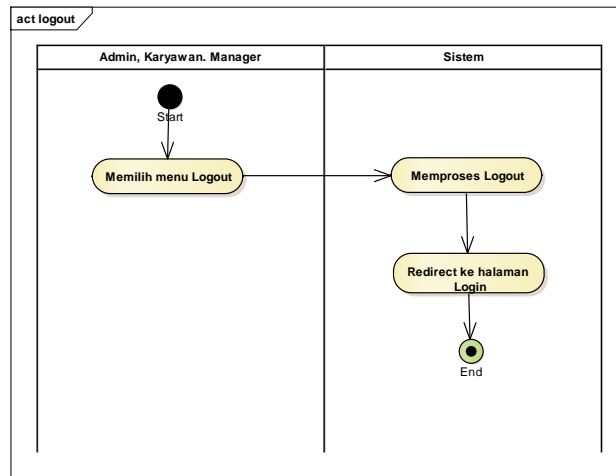 act logout
Admin, Karyawan. Manager
Sistem
Start
Memilih menu Logout
Memproses Logout
Redirect ke halaman
Login
End